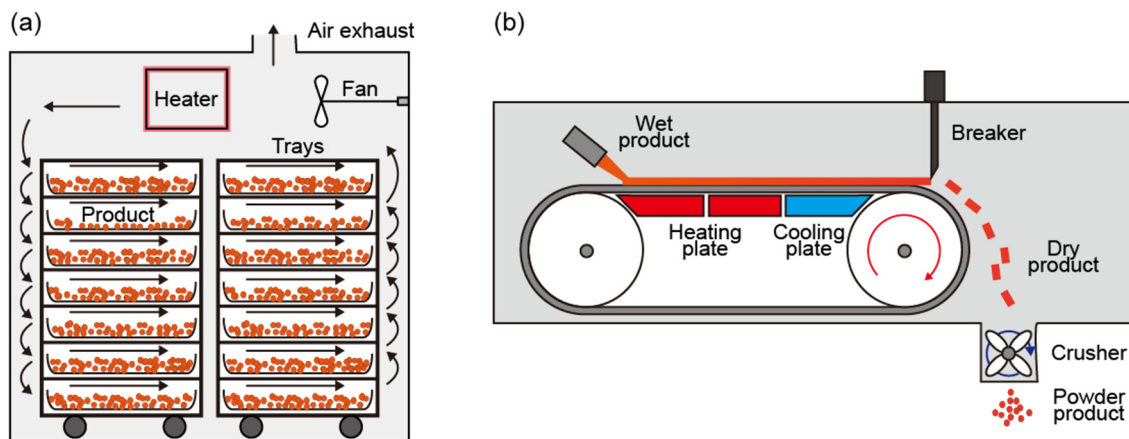 (a)
Air exhaust
Heater
Fan
Trays
Product
(b)
Wet
product
Breaker
Heating
plate
Cooling
plate
Dry
product
Crusher
Powder
product